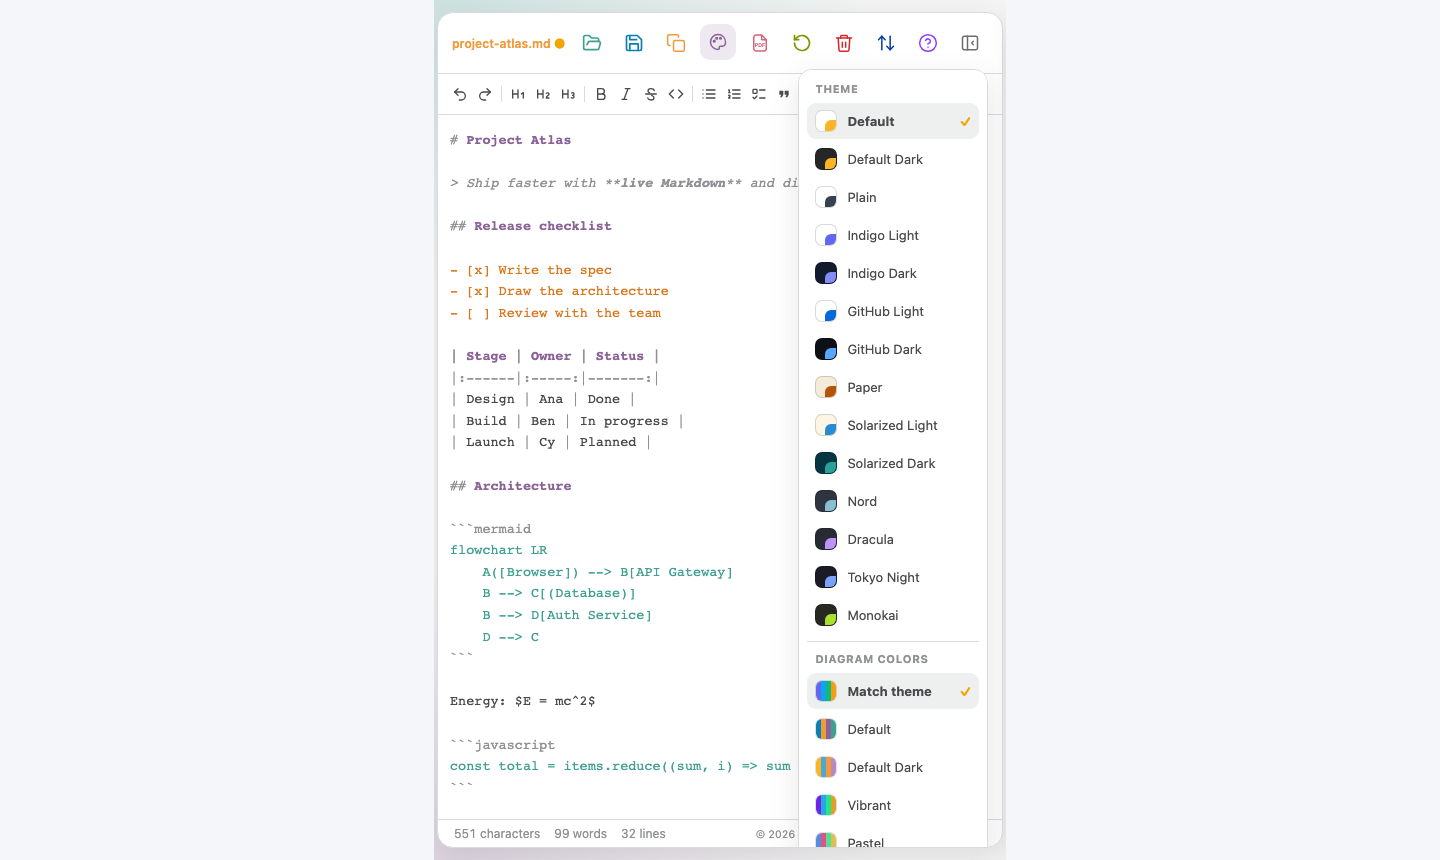 project-atlas.md
THEME
Default
Default Dark
Plain
Indigo Light
Indigo Dark
GitHub Light
GitHub Dark
Paper
Solarized Light
Solarized Dark
Nord
Dracula
Tokyo Night
Monokai
DIAGRAM COLORS
Match theme
Default
Default Dark
Vibrant
Pastel
PDF
H1 H2 H3 B I S <>
# Project Atlas
> Ship faster with **live Markdown** and di
## Release checklist
- [x] Write the spec
- [x] Draw the architecture
- [ ] Review with the team
| Stage | Owner | Status |
|:------|:-----:|-------:|
| Design | Ana | Done |
| Build | Ben | In progress |
| Launch | Cy | Planned |
## Architecture
```mermaid
flowchart LR
    A([Browser]) --> B[API Gateway]
    B --> C[(Database)]
    B --> D[Auth Service]
    D --> C
```
Energy: $E = mc^2$
```javascript
const total = items.reduce((sum, i) => sum
```
551 characters 99 words 32 lines © 2026